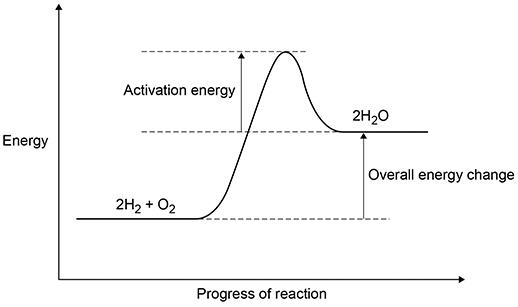 Activation energy
2H₂O
Energy
Overall energy change
2H₂ + O₂
Progress of reaction